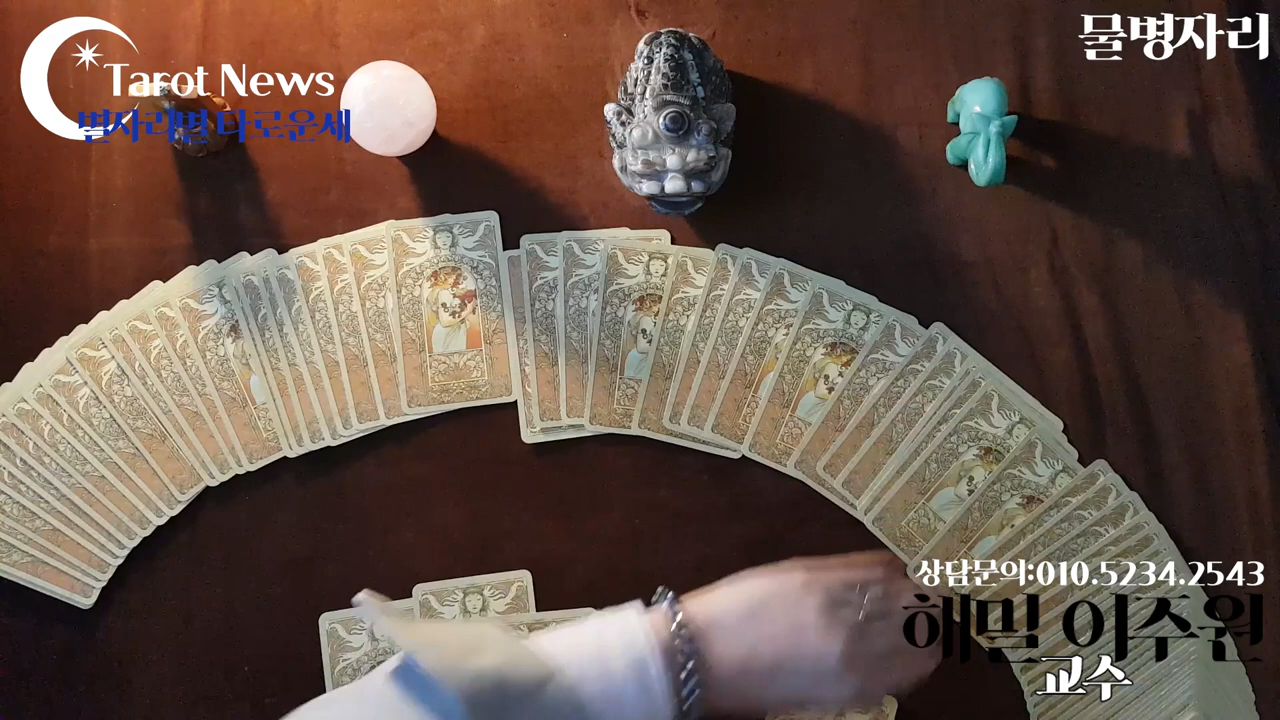 Tarot News
별자리별 타로운세
물병자리
상담문의:010.5234.2543
해밀 이주원
교수